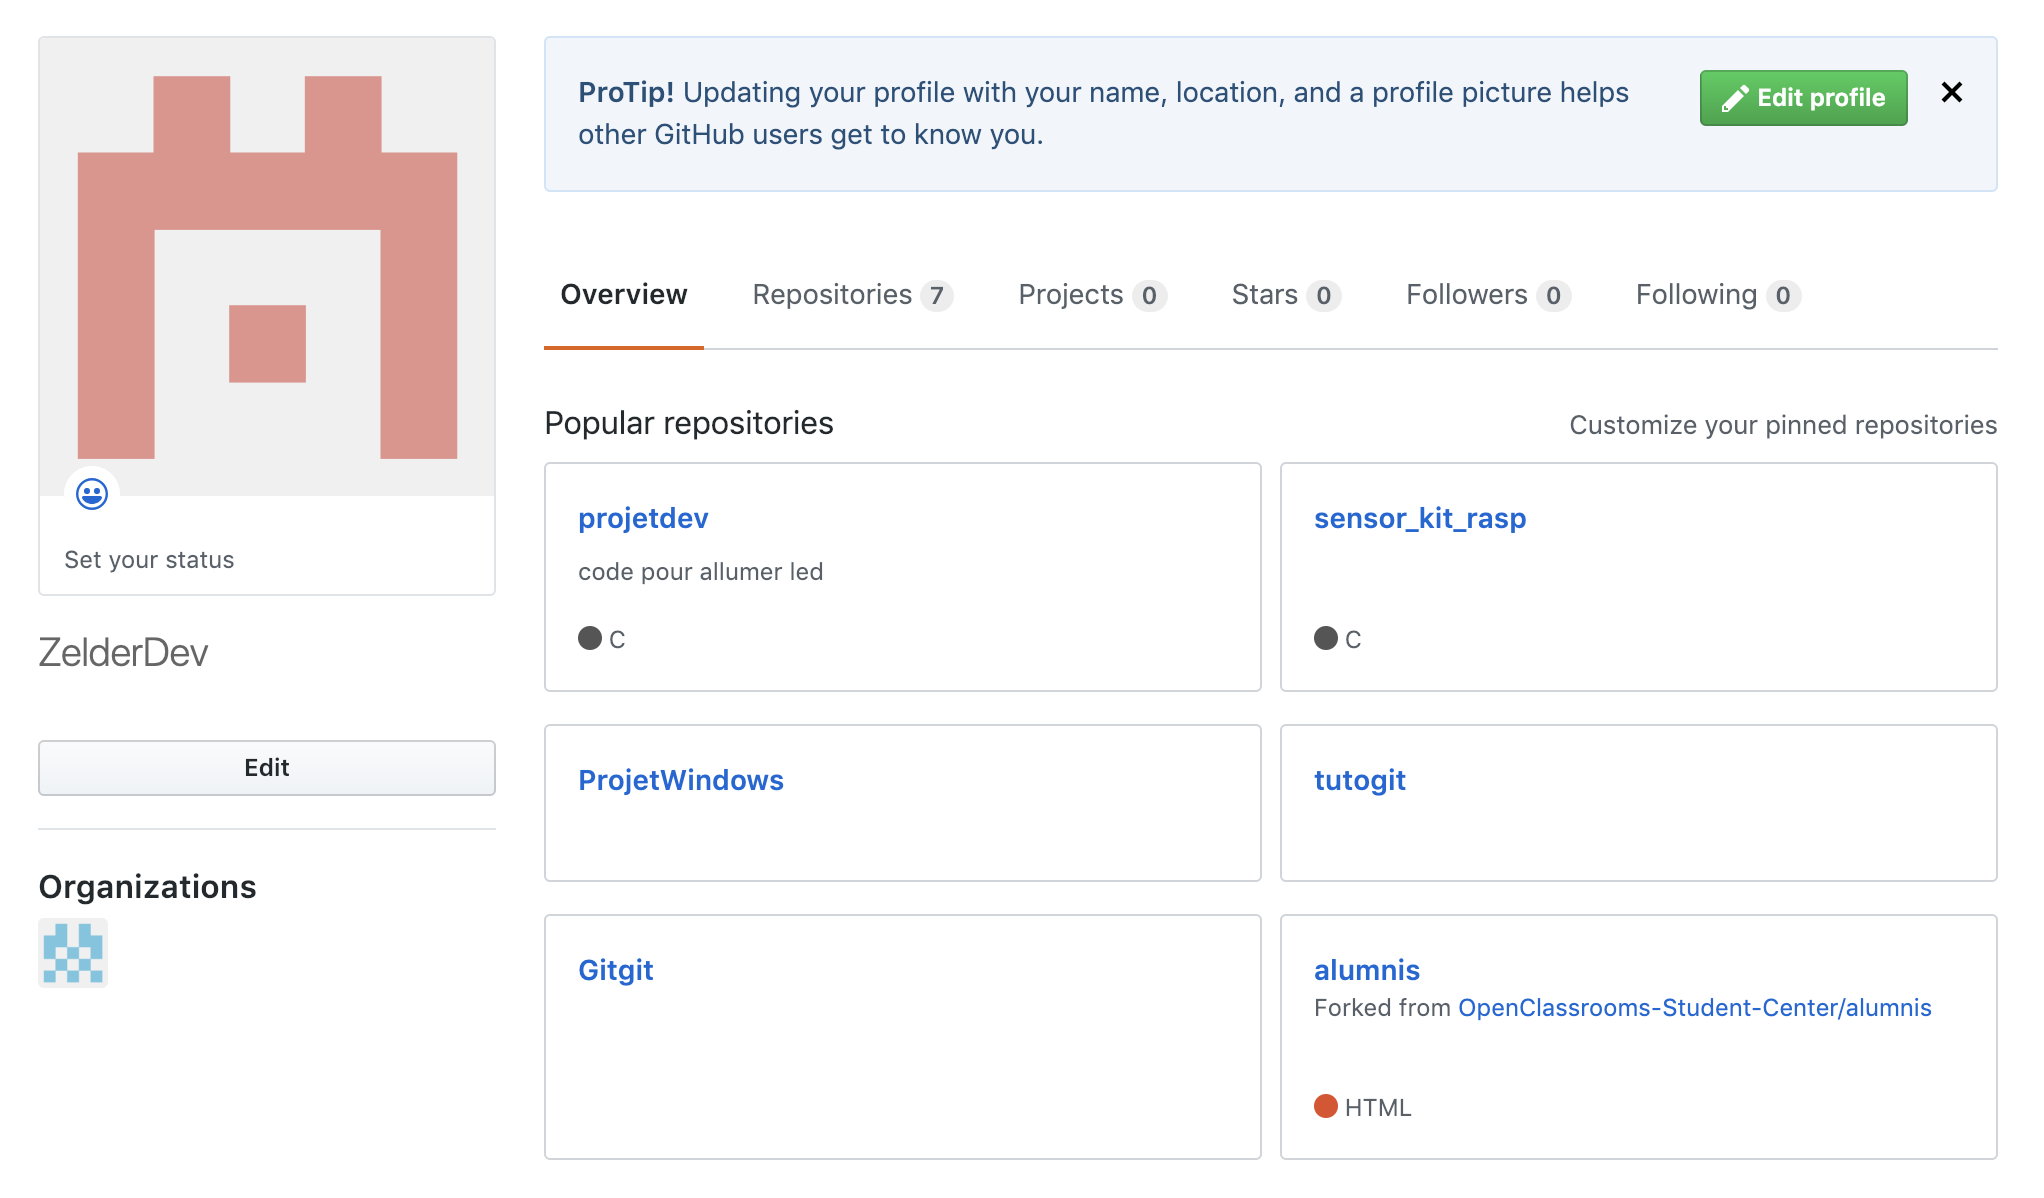 ProTip! Updating your profile with your name, location, and a profile picture helps
other GitHub users get to know you.
Edit profile
Overview
Repositories 7
Projects 0
Stars 0
Followers 0
Following 0
Set your status
ZelderDev
Edit
Organizations
Popular repositories
Customize your pinned repositories
projetdev
code pour allumer led
C
sensor_kit_rasp
C
ProjetWindows
tutogit
Gitgit
alumnis
Forked from OpenClassrooms-Student-Center/alumnis
HTML